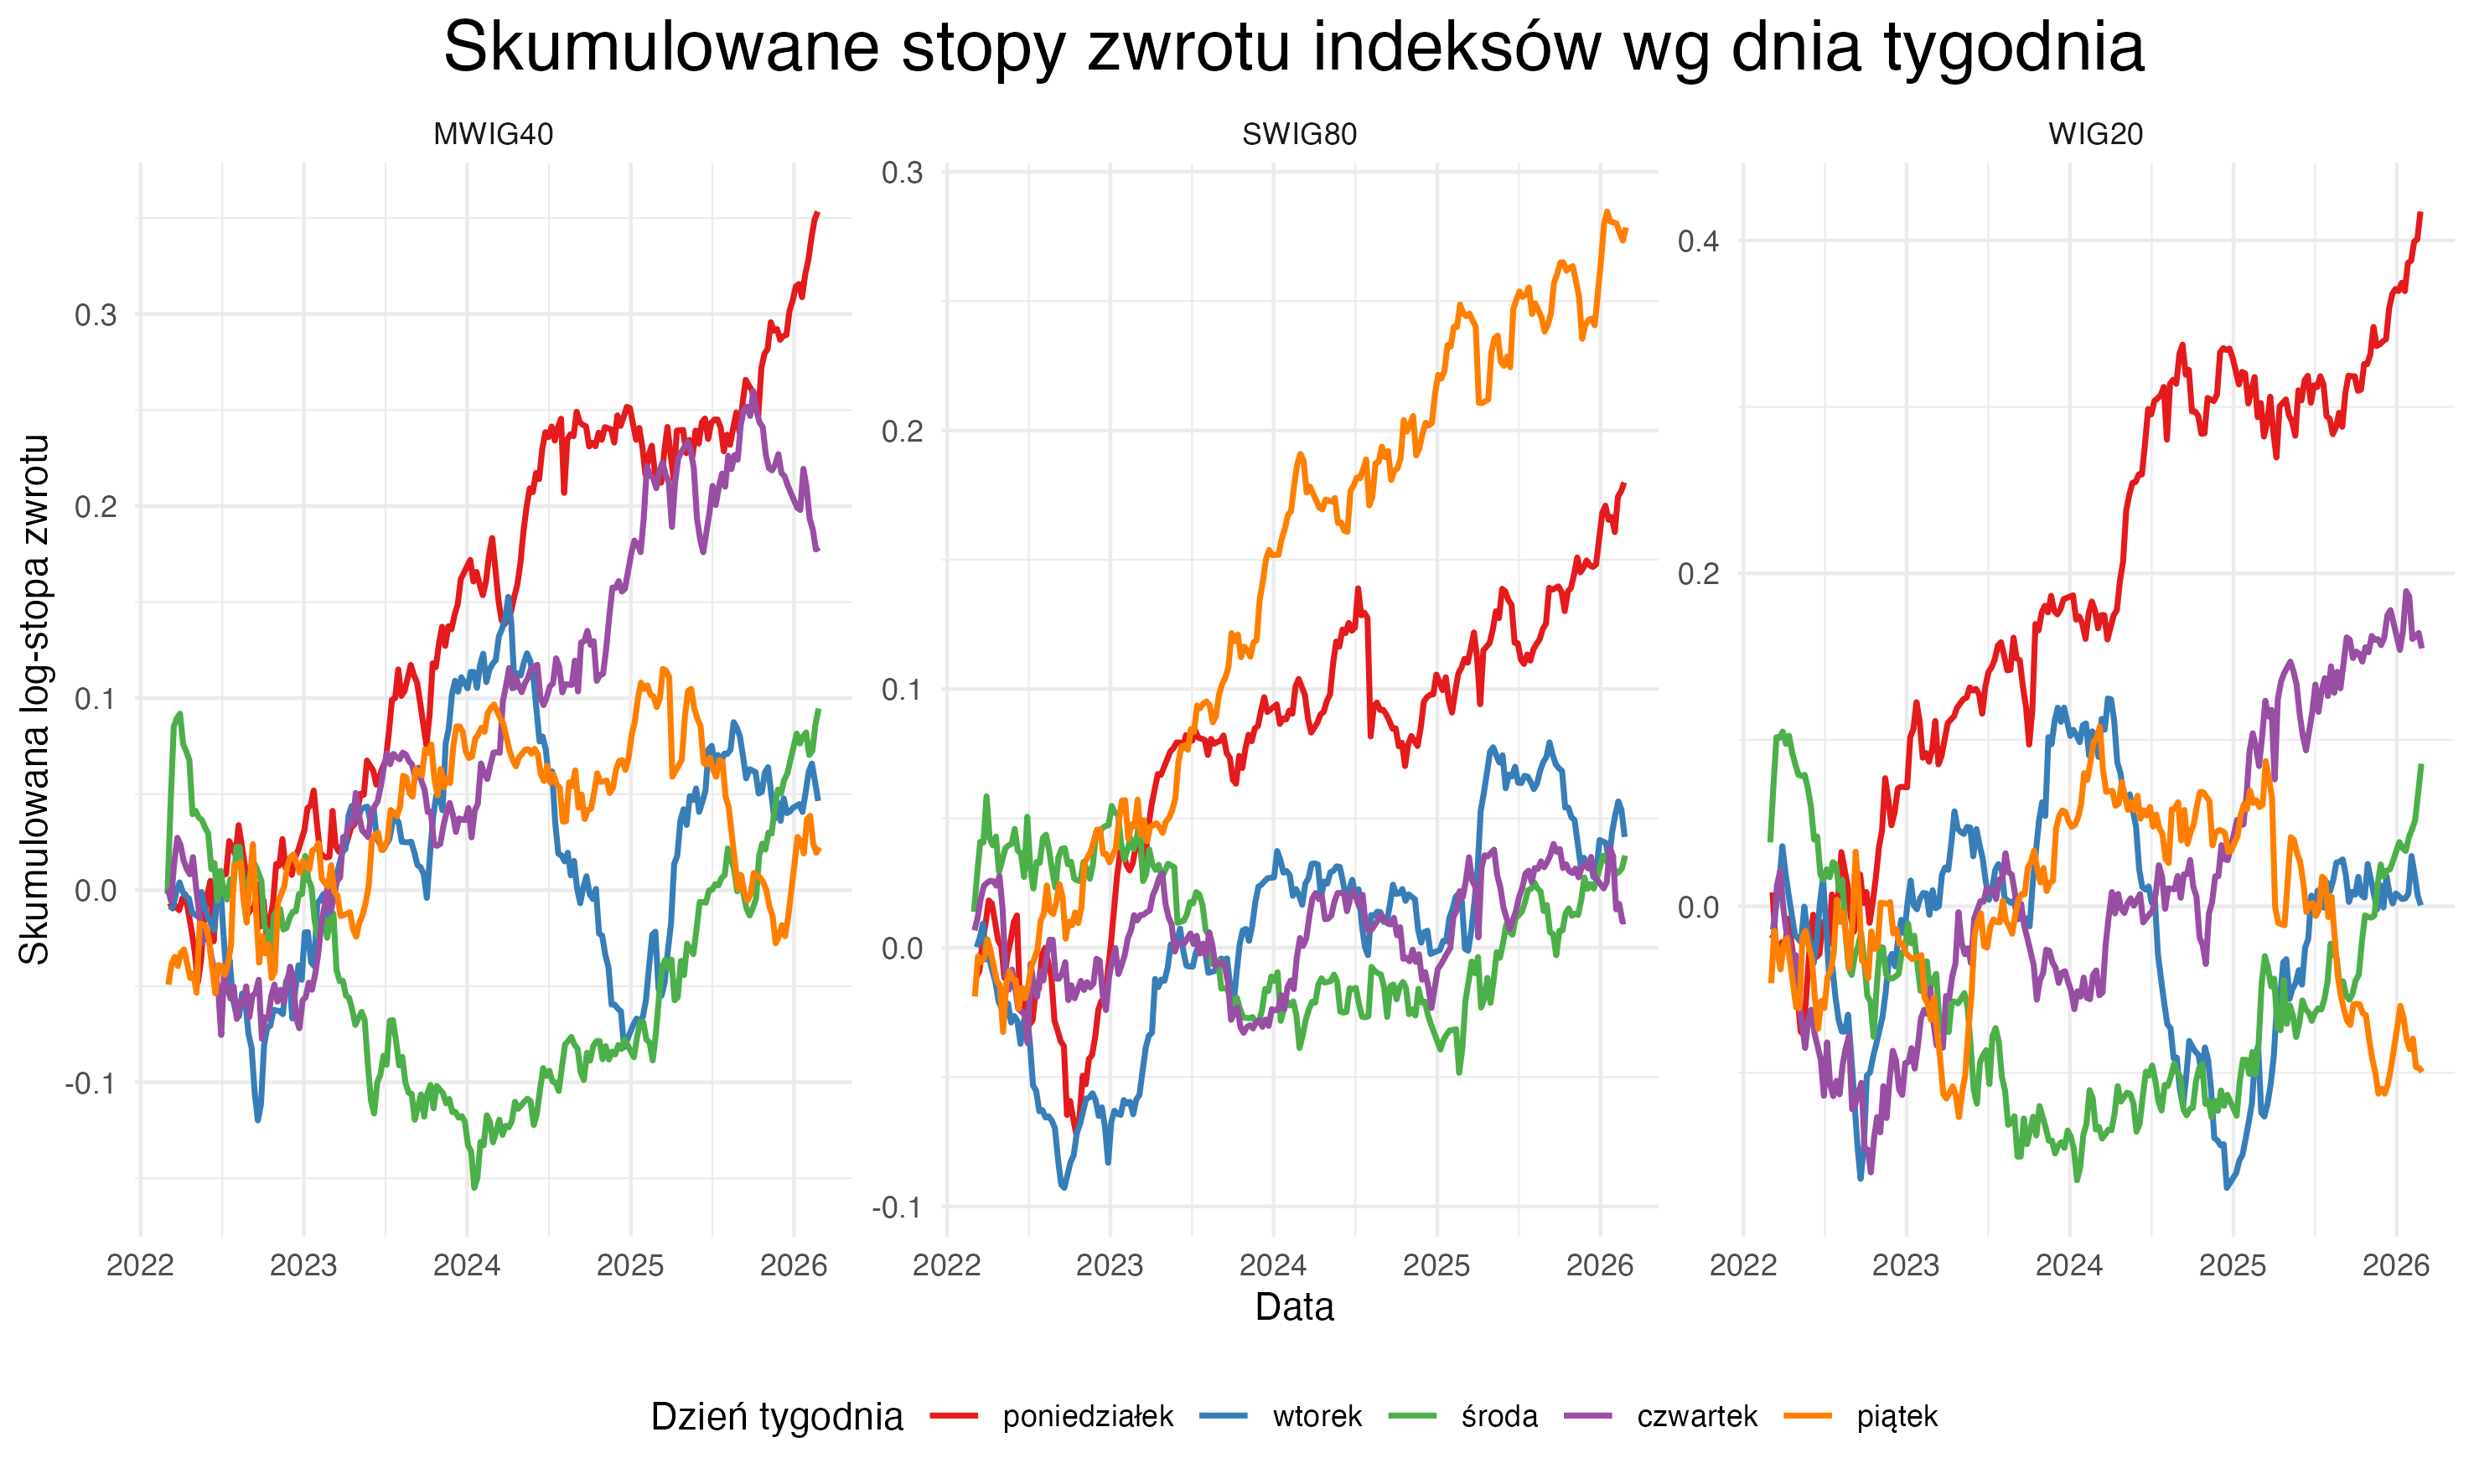 Skumulowane stopy zwrotu indeksów wg dnia tygodnia
MWIG40
SWIG80
WIG20
Skumulowana log-stopa zwrotu
0.3
0.2
0.1
0.0
-0.1
0.3
0.2
0.1
0.0
-0.1
0.4
0.2
0.0
2022 2023 2024 2025 2026
2022 2023 2024 2025 2026
2022 2023 2024 2025 2026
Data
Dzień tygodnia poniedziałek wtorek środa czwartek piątek